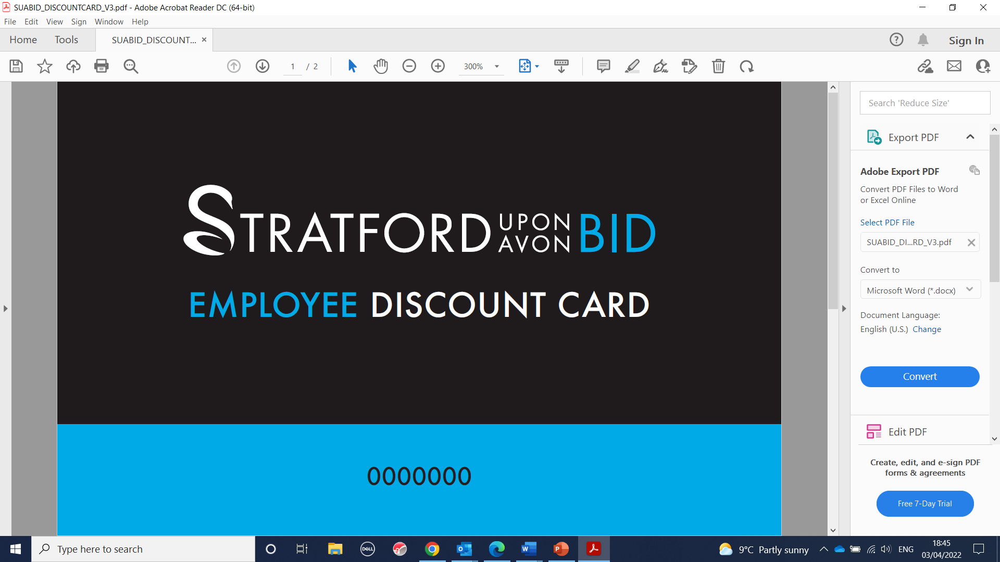 SUABID_DISCOUNTCARD_V3.pdf - Adobe Acrobat Reader DC (64-bit)
File Edit View Sign Window Help
Home Tools SUABID_DISCOUNT... × ? Sign In
1 / 2 300%
Search 'Reduce Size'
Export PDF
Adobe Export PDF
Convert PDF Files to Word
or Excel Online
Select PDF File
SUABID_DI...RD_V3.pdf
Convert to
Microsoft Word (*.docx)
Document Language:
English (U.S.) Change
Convert
Edit PDF
Create, edit, and e-sign PDF
forms & agreements
Free 7-Day Trial
STRATFORD UPON AVON BID
EMPLOYEE DISCOUNT CARD
0000000
Type here to search
DELL
9°C Partly sunny
ENG
18:45
03/04/2022